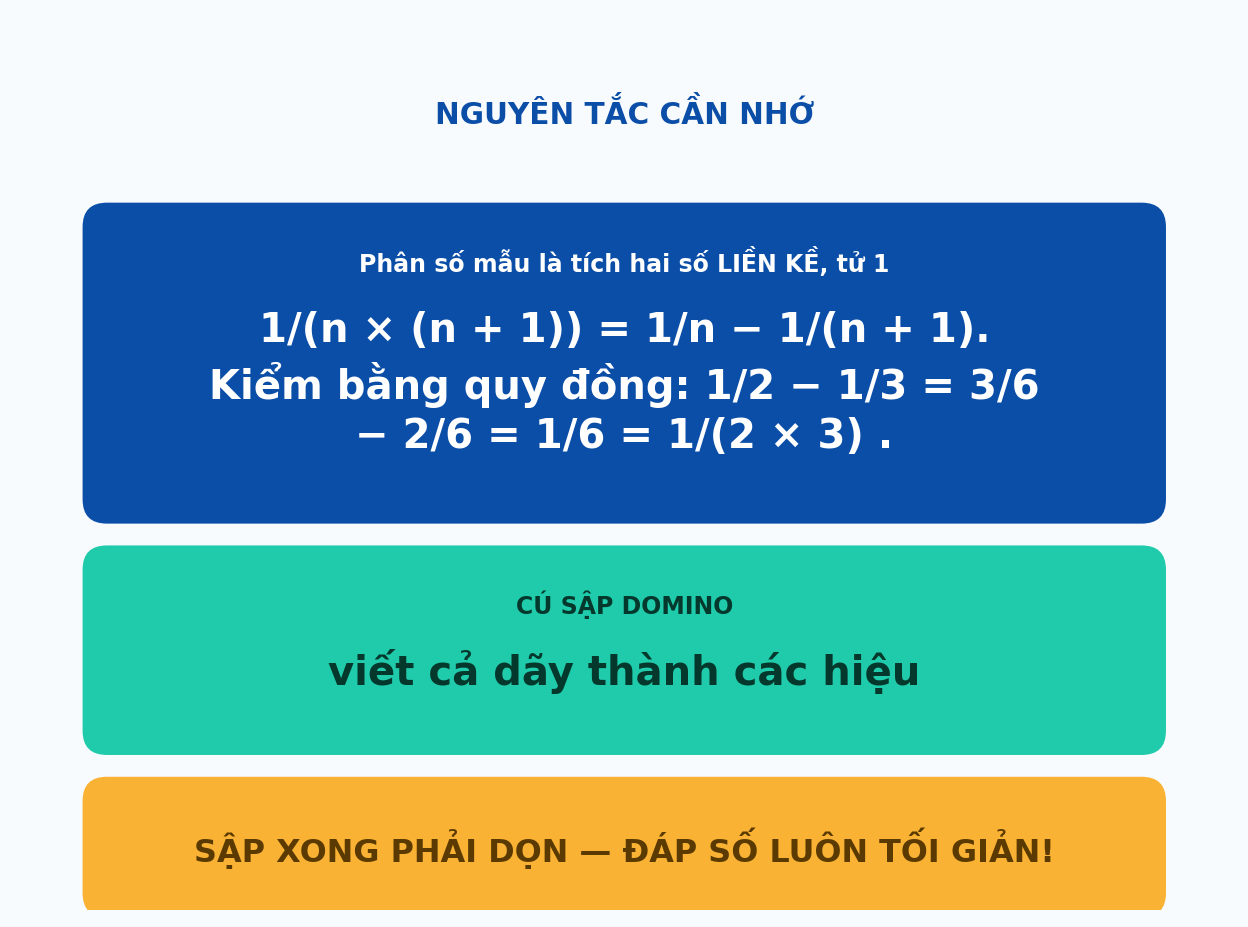 NGUYÊN TẮC CẦN NHỚ
Phân số mẫu là tích hai số LIỀN KỀ, tử 1
1/(n × (n + 1)) = 1/n − 1/(n + 1).
Kiểm bằng quy đồng: 1/2 − 1/3 = 3/6
− 2/6 = 1/6 = 1/(2 × 3) .
CÚ SẬP DOMINO
viết cả dãy thành các hiệu
SẬP XONG PHẢI DỌN — ĐÁP SỐ LUÔN TỐI GIẢN!